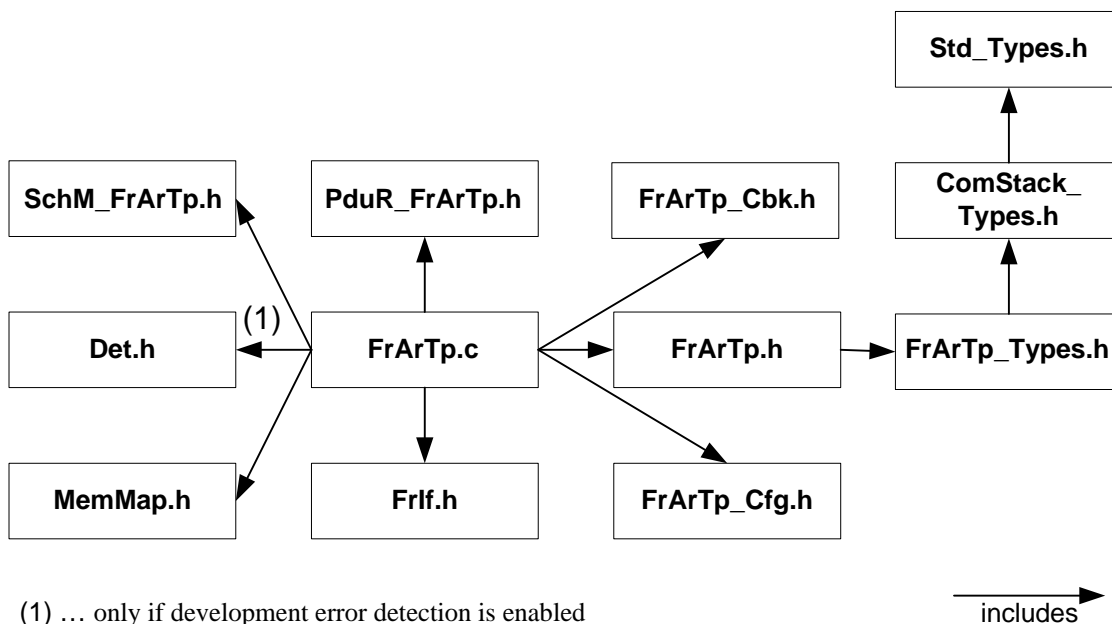 Std_Types.h
SchM_FrArTp.h
PduR_FrArTp.h
FrArTp_Cbk.h
ComStack_
Types.h
(1)
Det.h
FrArTp.c
FrArTp.h
FrArTp_Types.h
MemMap.h
FrIf.h
FrArTp_Cfg.h
(1) ... only if development error detection is enabled
includes